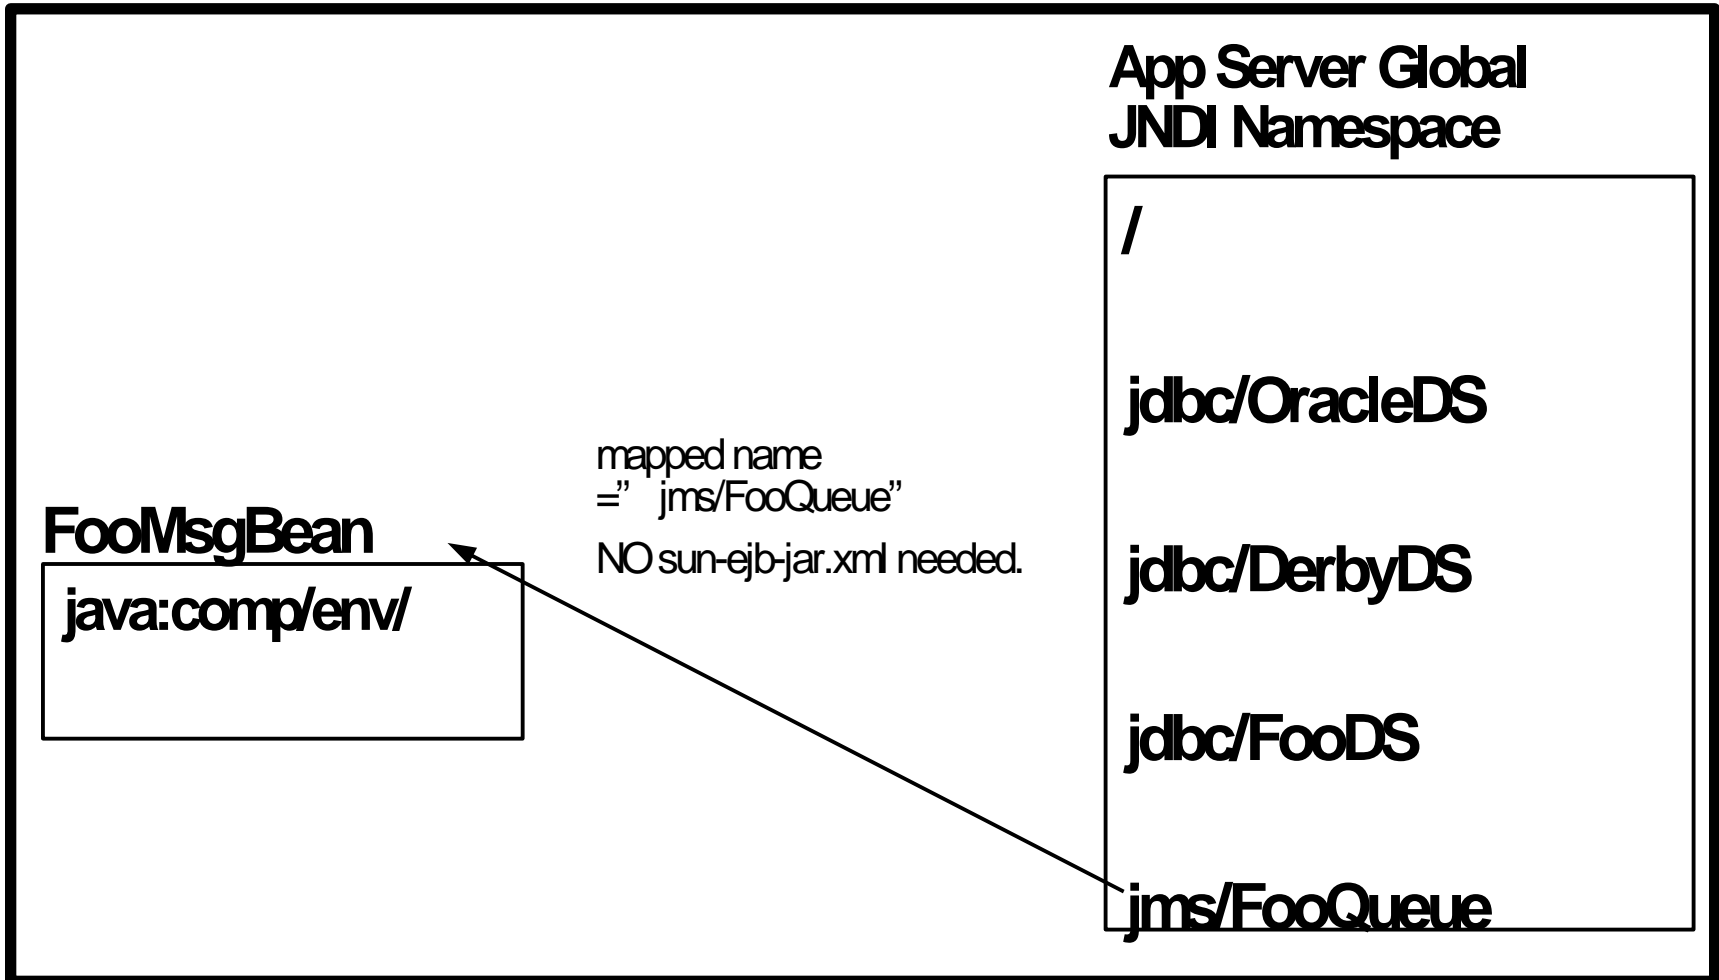 App Server Global
JNDI Namespace
/
jdbc/OracleDS
mapped name
=” jms/FooQueue”
FooMsgBean
NO sun-ejb-jar.xml needed.
jdbc/DerbyDS
java:comp/env/
jdbc/FooDS
jms/FooQueue